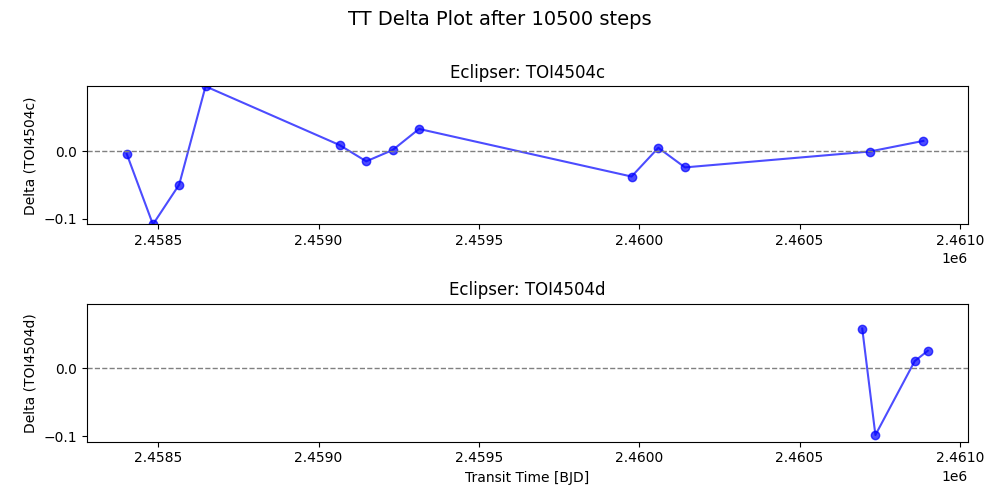 TT Delta Plot after 10500 steps
Eclipser: TOI4504c
Delta (TOI4504c)
0.0
−0.1
2.4585 2.4590 2.4595 2.4600 2.4605 2.4610
1e6
Eclipser: TOI4504d
Delta (TOI4504d)
0.0
−0.1
2.4585 2.4590 2.4595 2.4600 2.4605 2.4610
Transit Time [BJD]
1e6